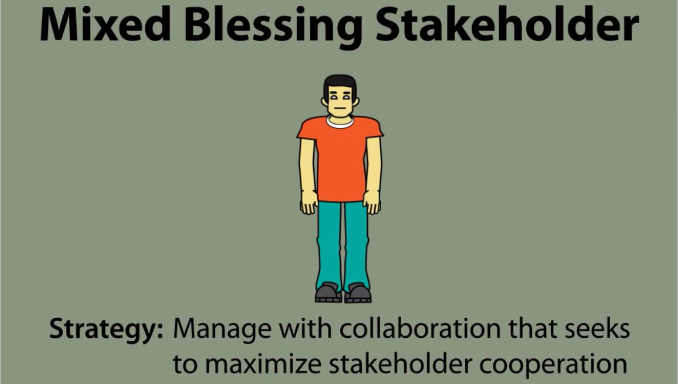 Mixed Blessing Stakeholder
Strategy: Manage with collaboration that seeks
to maximize stakeholder cooperation